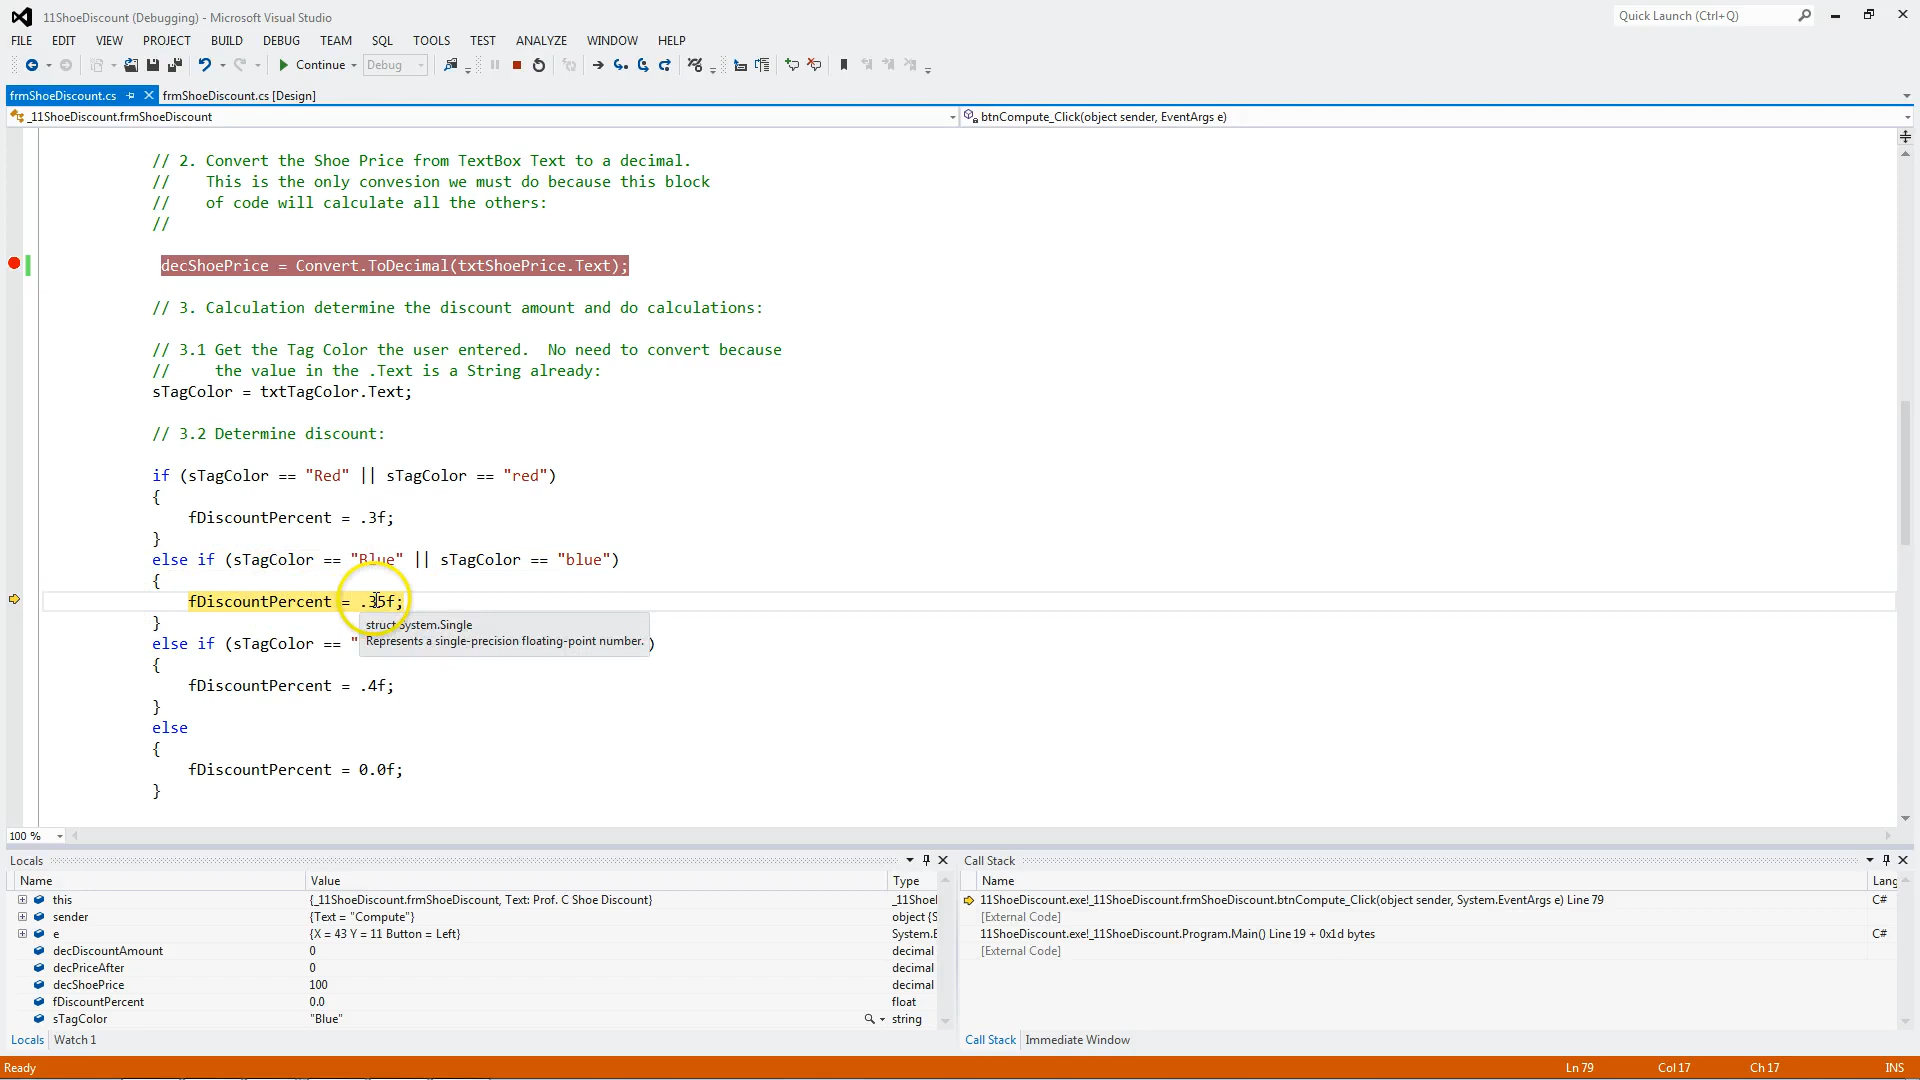 11ShoeDiscount (Debugging) - Microsoft Visual Studio
Quick Launch (Ctrl+Q)
FILE EDIT VIEW PROJECT BUILD DEBUG TEAM SQL TOOLS TEST ANALYZE WINDOW HELP
Continue Debug
frmShoeDiscount.cs frmShoeDiscount.cs [Design]
_11ShoeDiscount.frmShoeDiscount btnCompute_Click(object sender, EventArgs e)
// 2. Convert the Shoe Price from TextBox Text to a decimal.
//    This is the only convesion we must do because this block
//    of code will calculate all the others:
//
decShoePrice = Convert.ToDecimal(txtShoePrice.Text);
// 3. Calculation determine the discount amount and do calculations:
// 3.1 Get the Tag Color the user entered.  No need to convert because
//     the value in the .Text is a String already:
sTagColor = txtTagColor.Text;
// 3.2 Determine discount:
if (sTagColor == "Red" || sTagColor == "red")
{
fDiscountPercent = .3f;
}
else if (sTagColor == "Blue" || sTagColor == "blue")
{
fDiscountPercent = .35f;
}
struct System.Single
else if (sTagColor == " )
Represents a single-precision floating-point number.
{
fDiscountPercent = .4f;
}
else
{
fDiscountPercent = 0.0f;
}
100 %
Locals
Name Value Type
this {_11ShoeDiscount.frmShoeDiscount, Text: Prof. C Shoe Discount} _11Shoel
sender {Text = "Compute"} object {S
e {X = 43 Y = 11 Button = Left} System.E
decDiscountAmount 0 decimal
decPriceAfter 0 decimal
decShoePrice 100 decimal
fDiscountPercent 0.0 float
sTagColor "Blue" string
Locals Watch 1
Call Stack
Name Lang
11ShoeDiscount.exe!_11ShoeDiscount.frmShoeDiscount.btnCompute_Click(object sender, System.EventArgs e) Line 79 C#
[External Code]
11ShoeDiscount.exe!_11ShoeDiscount.Program.Main() Line 19 + 0x1d bytes C#
[External Code]
Call Stack Immediate Window
Ready Ln 79 Col 17 Ch 17 INS